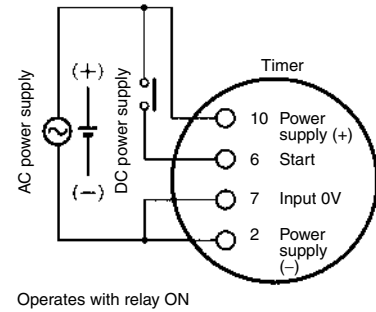 Timer
AC power supply
(+)
(−)
DC power supply
10 Power
supply (+)
6 Start
7 Input 0V
2 Power
supply
(−)
Operates with relay ON